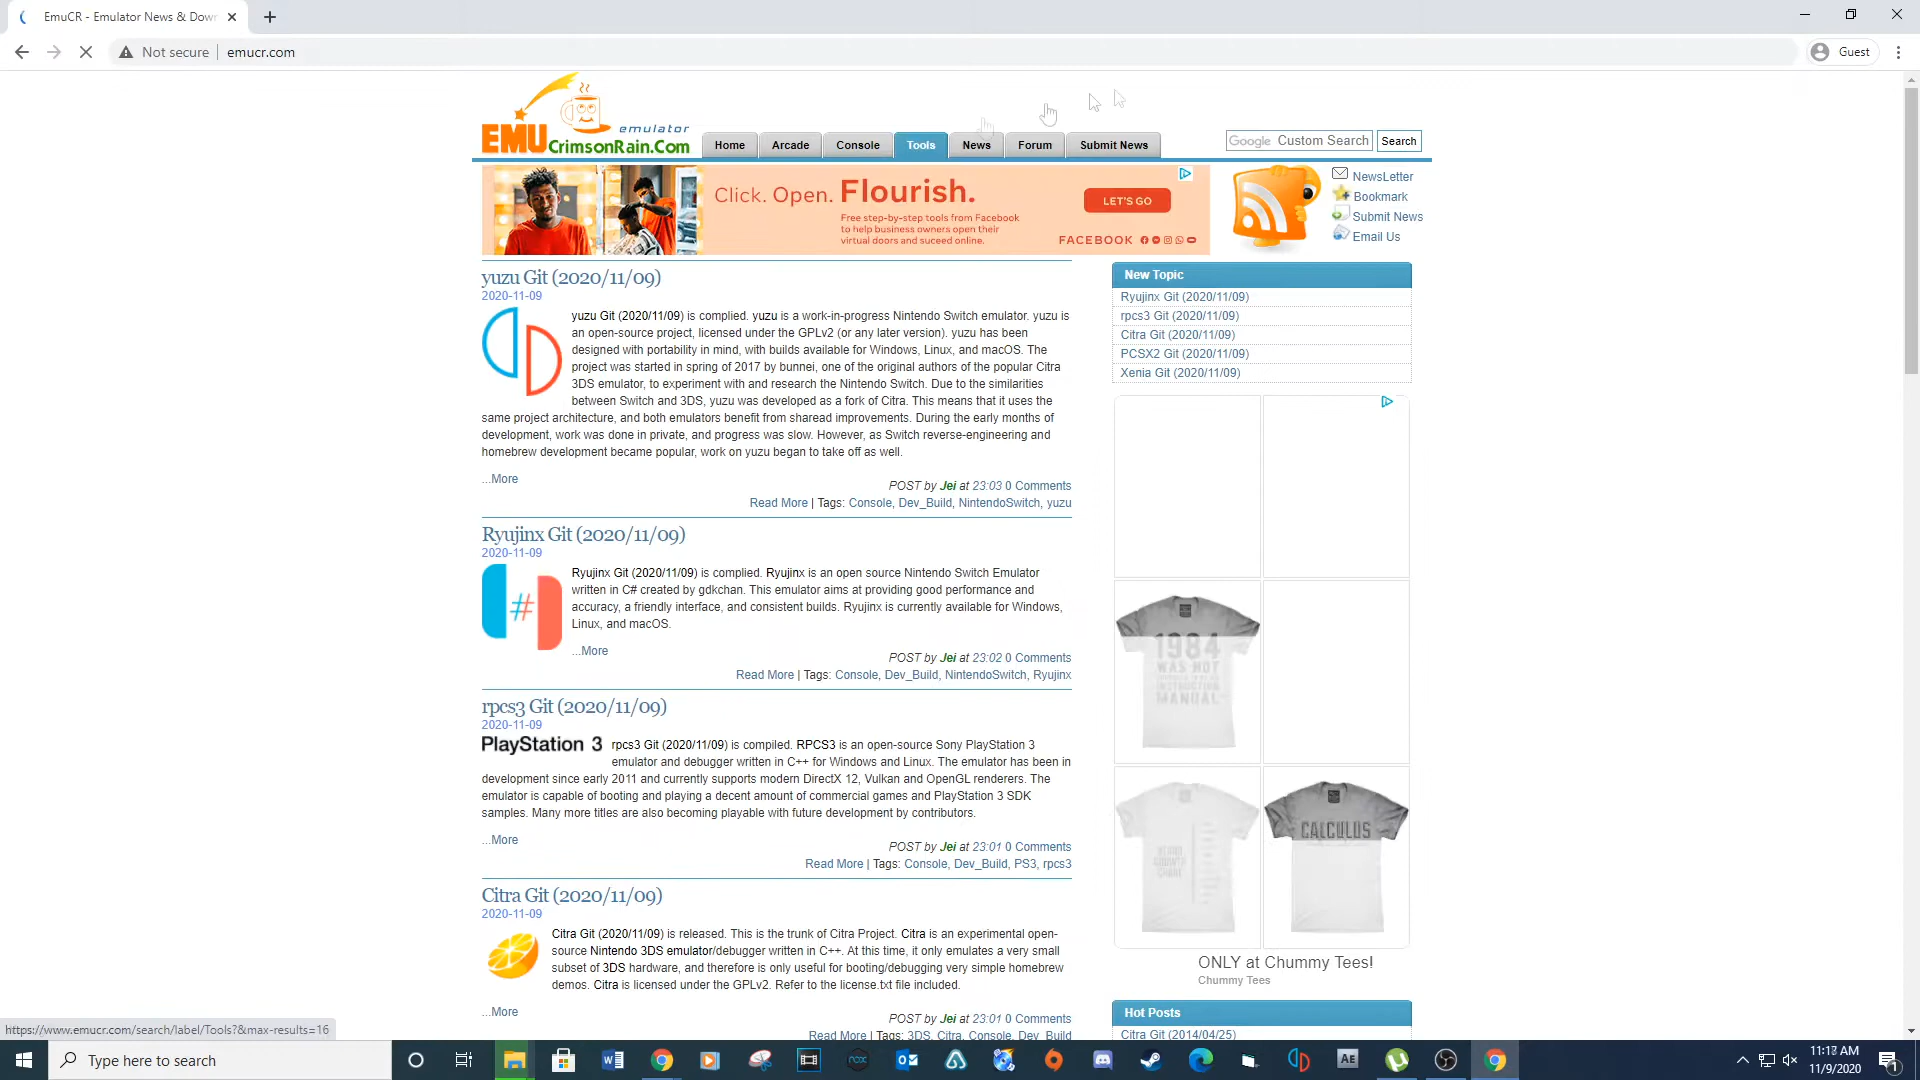 EmuCR - Emulator News & Down
Not secure
emucr.com
Guest
EMU emulator
CrimsonRain.Com
Home
Arcade
Console
Tools
News
Forum
Submit News
Google Custom Search
Search
Click. Open. Flourish.
Free step-by-step tools from Facebook
to help business owners open their
virtual doors and suceed online.
LET'S GO
FACEBOOK
NewsLetter
Bookmark
Submit News
Email Us
yuzu Git (2020/11/09)
2020-11-09
yuzu Git (2020/11/09) is complied. yuzu is a work-in-progress Nintendo Switch emulator. yuzu is
an open-source project, licensed under the GPLv2 (or any later version). yuzu has been
designed with portability in mind, with builds available for Windows, Linux, and macOS. The
project was started in spring of 2017 by bunnei, one of the original authors of the popular Citra
3DS emulator, to experiment with and research the Nintendo Switch. Due to the similarities
between Switch and 3DS, yuzu was developed as a fork of Citra. This means that it uses the
same project architecture, and both emulators benefit from sharead improvements. During the early months of
development, work was done in private, and progress was slow. However, as Switch reverse-engineering and
homebrew development became popular, work on yuzu began to take off as well.
...More
POST by Jei at 23:03 0 Comments
Read More | Tags: Console, Dev_Build, NintendoSwitch, yuzu
Ryujinx Git (2020/11/09)
2020-11-09
#
Ryujinx Git (2020/11/09) is complied. Ryujinx is an open source Nintendo Switch Emulator
written in C# created by gdkchan. This emulator aims at providing good performance and
accuracy, a friendly interface, and consistent builds. Ryujinx is currently available for Windows,
Linux, and macOS.
...More
POST by Jei at 23:02 0 Comments
Read More | Tags: Console, Dev_Build, NintendoSwitch, Ryujinx
rpcs3 Git (2020/11/09)
2020-11-09
PlayStation 3
rpcs3 Git (2020/11/09) is compiled. RPCS3 is an open-source Sony PlayStation 3
emulator and debugger written in C++ for Windows and Linux. The emulator has been in
development since early 2011 and currently supports modern DirectX 12, Vulkan and OpenGL renderers. The
emulator is capable of booting and playing a decent amount of commercial games and PlayStation 3 SDK
samples. Many more titles are also becoming playable with future development by contributors.
...More
POST by Jei at 23:01 0 Comments
Read More | Tags: Console, Dev_Build, PS3, rpcs3
Citra Git (2020/11/09)
2020-11-09
Citra Git (2020/11/09) is released. This is the trunk of Citra Project. Citra is an experimental open-
source Nintendo 3DS emulator/debugger written in C++. At this time, it only emulates a very small
subset of 3DS hardware, and therefore is only useful for booting/debugging very simple homebrew
demos. Citra is licensed under the GPLv2. Refer to the license.txt file included.
...More
POST by Jei at 23:01 0 Comments
Read More | Tags: 3DS, Citra, Console, Dev_Build
New Topic
Ryujinx Git (2020/11/09)
rpcs3 Git (2020/11/09)
Citra Git (2020/11/09)
PCSX2 Git (2020/11/09)
Xenia Git (2020/11/09)
1984
WAS NOT
INSTRUCTION
MANUAL
CALCULUS
ONLY at Chummy Tees!
Chummy Tees
Hot Posts
Citra Git (2014/04/25)
https://www.emucr.com/search/label/Tools?&max-results=16
Type here to search
nox
AE
11:13 AM
11/9/2020
1